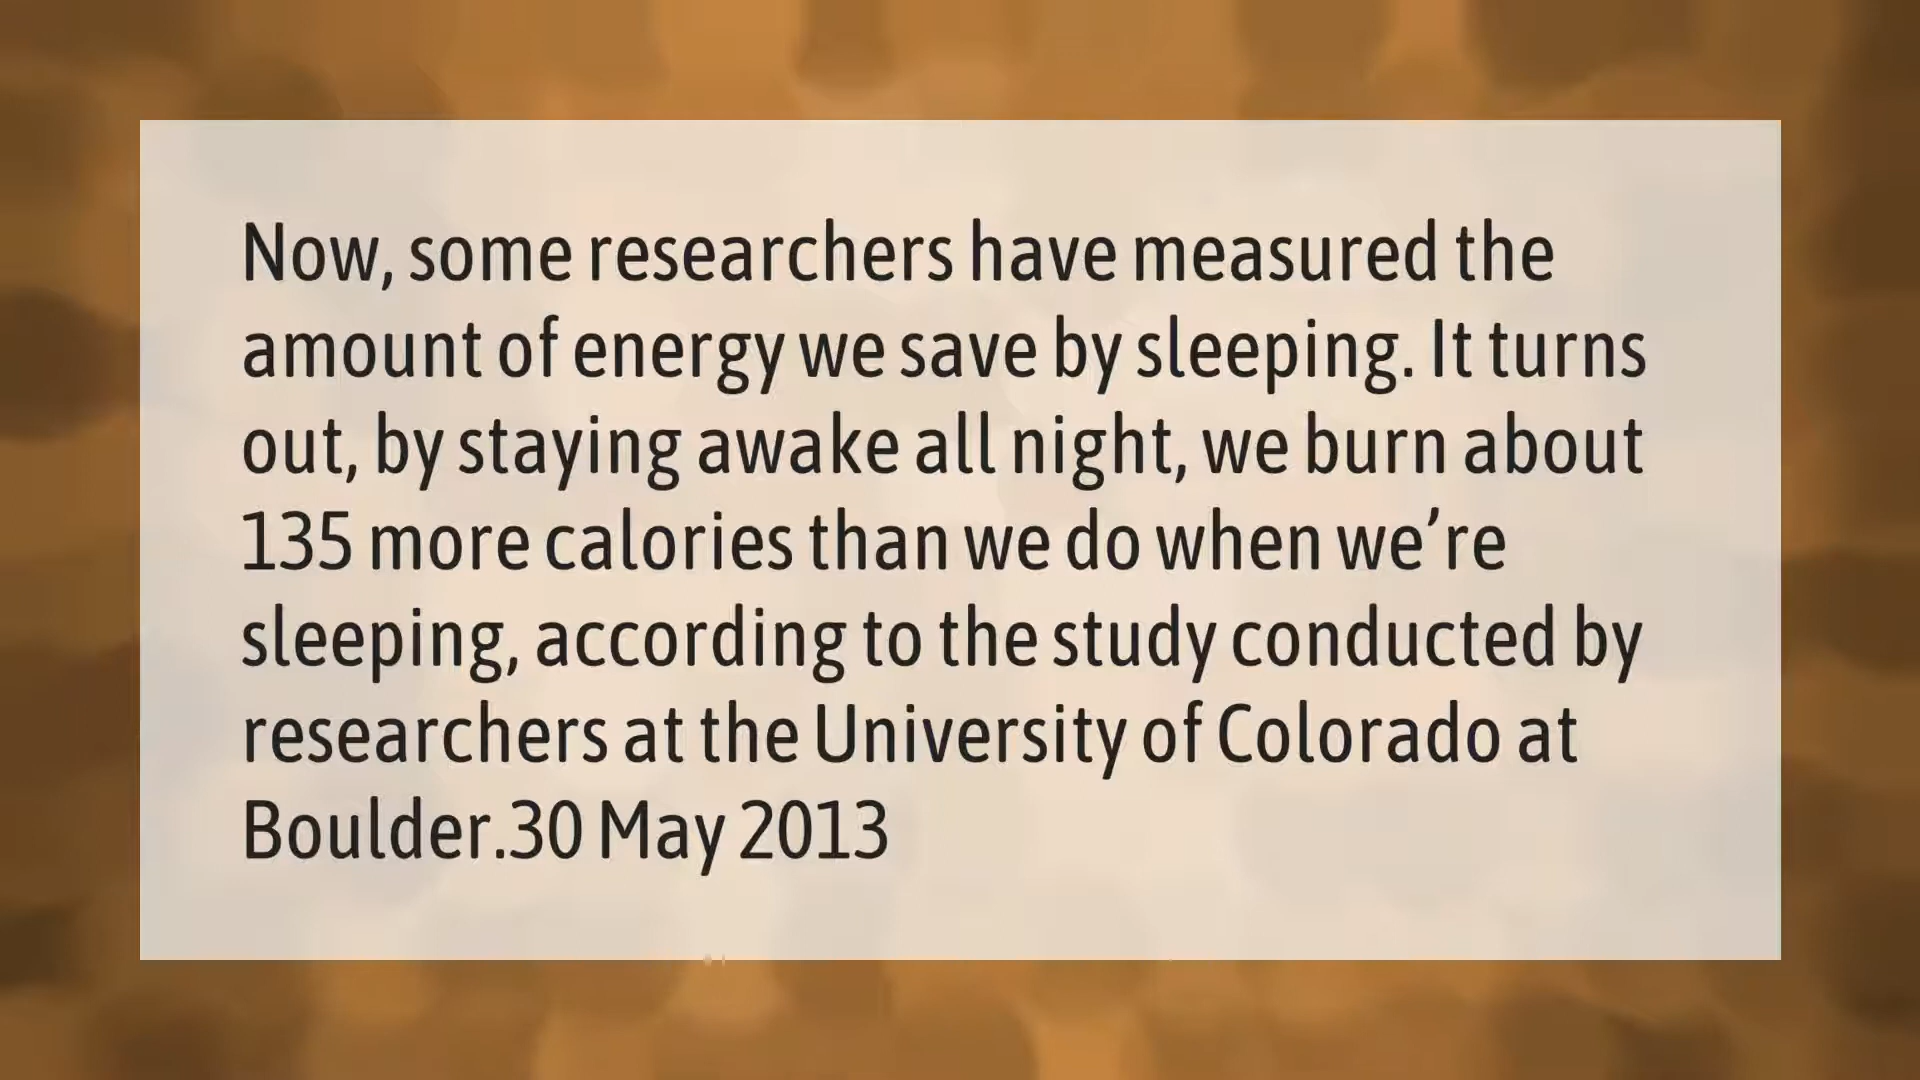 Now, some researchers have measured the
amount of energy we save by sleeping. It turns
out, by staying awake all night, we burn about
135 more calories than we do when we’re
sleeping, according to the study conducted by
researchers at the University of Colorado at
Boulder.30 May 2013